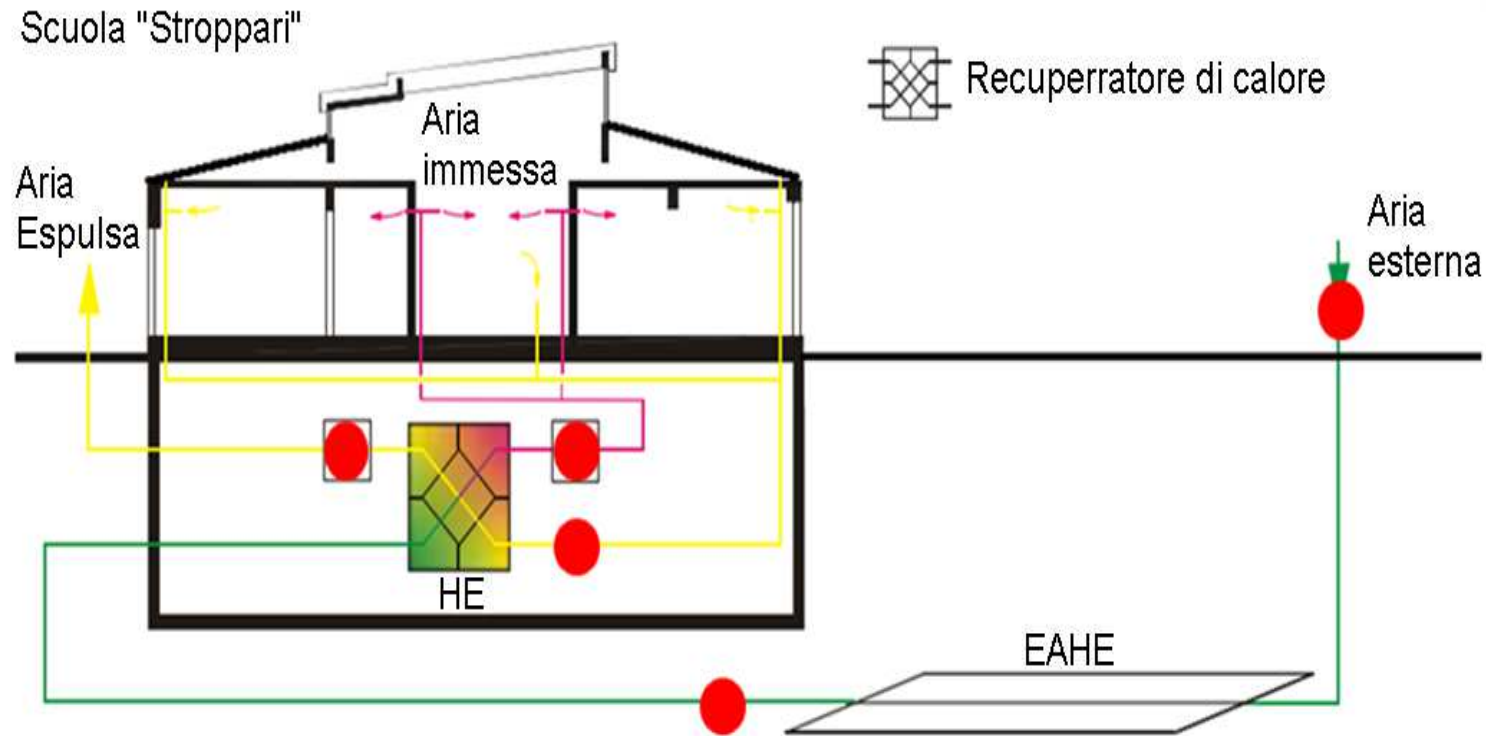 Scuola "Stroppari"
Recuperratore di calore
Aria
immessa
Aria
Espulsa
Aria
esterna
HE
EAHE